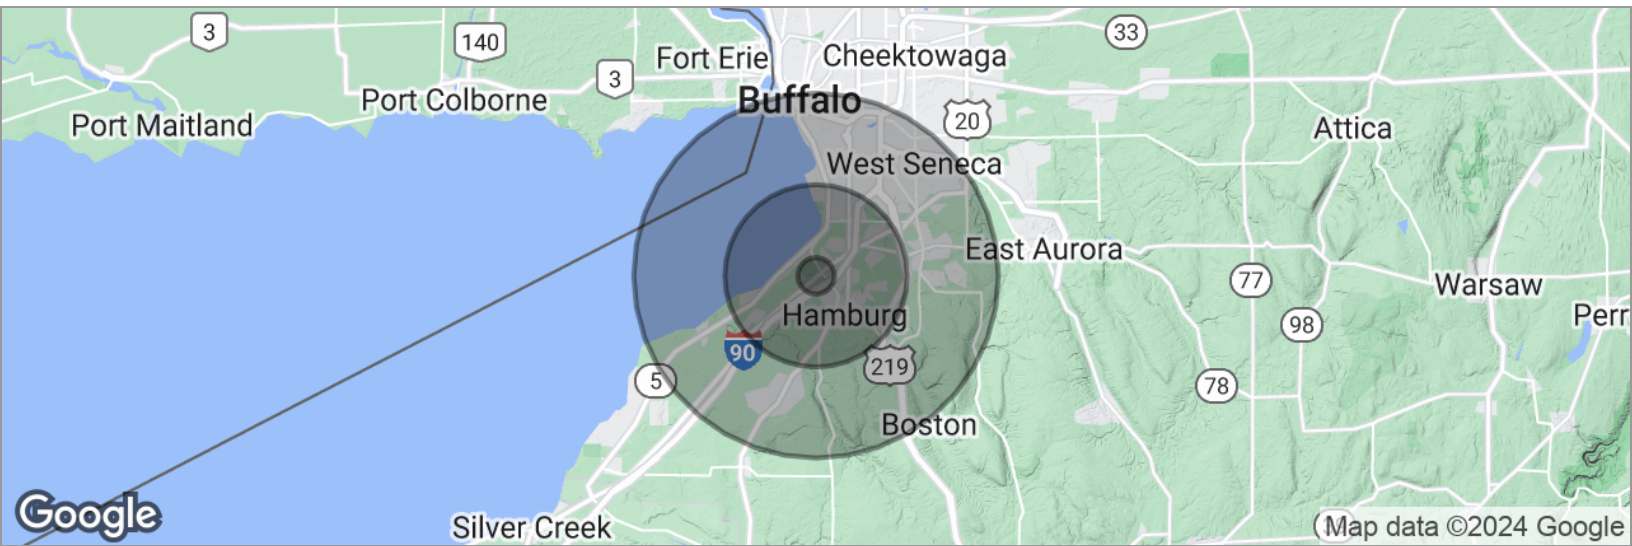 3
33
140
Fort Erie
Cheektowaga
3
Port Colborne
Buffalo
Port Maitland
20
Attica
West Seneca
East Aurora
77
Warsaw
Hamburg
Perr
98
90
219
5
78
Boston
Google
Silver Creek
Map data ©2024 Google